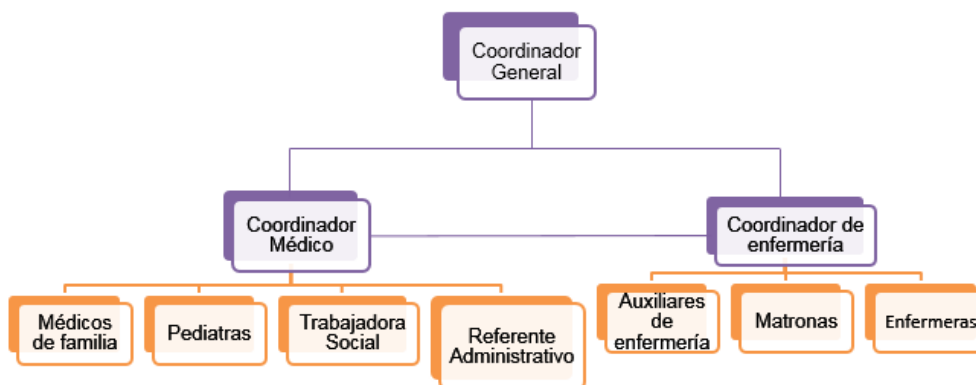 Coordinador
General
Coordinador
Médico
Coordinador de
enfermería
Médicos
de familia
Pediatras
Trabajadora
Social
Referente
Administrativo
Auxiliares
de
enfermería
Matronas
Enfermeras